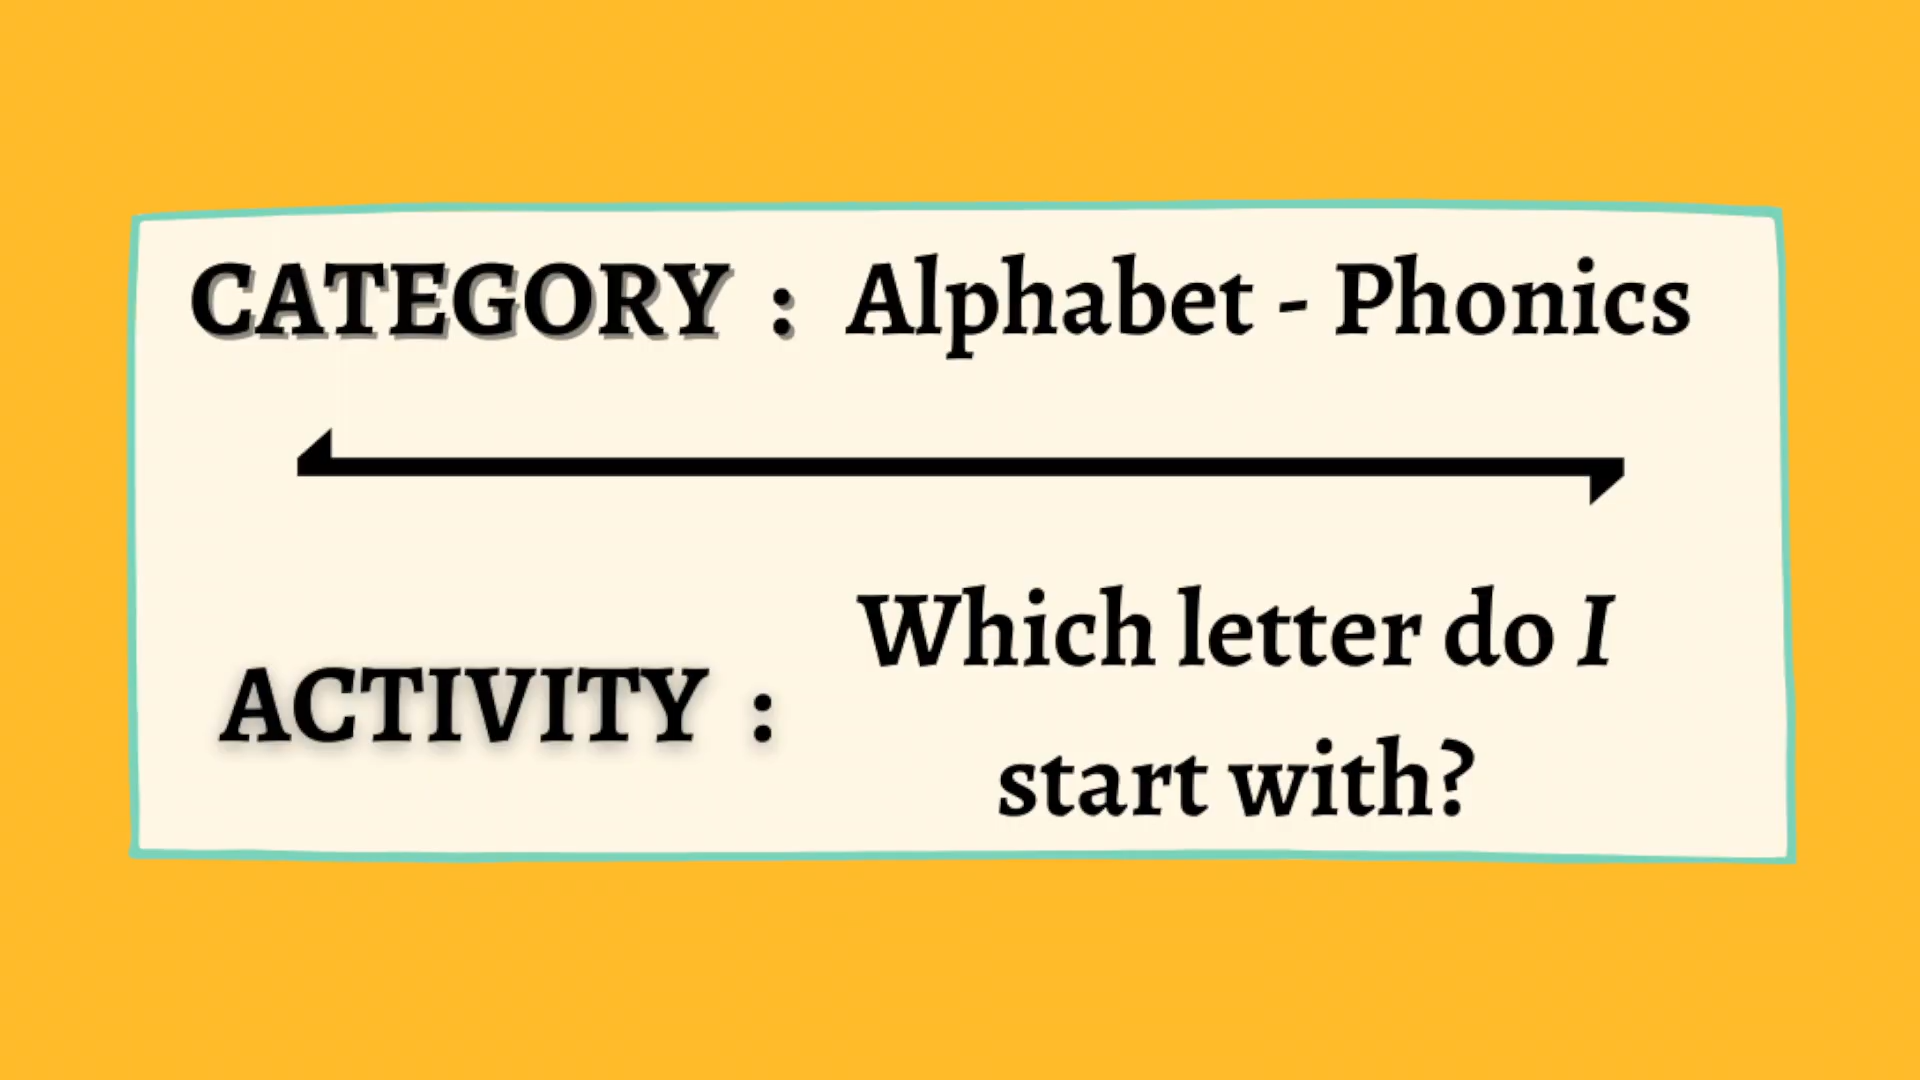 CATEGORY : Alphabet - Phonics
ACTIVITY : Which letter do I
start with?